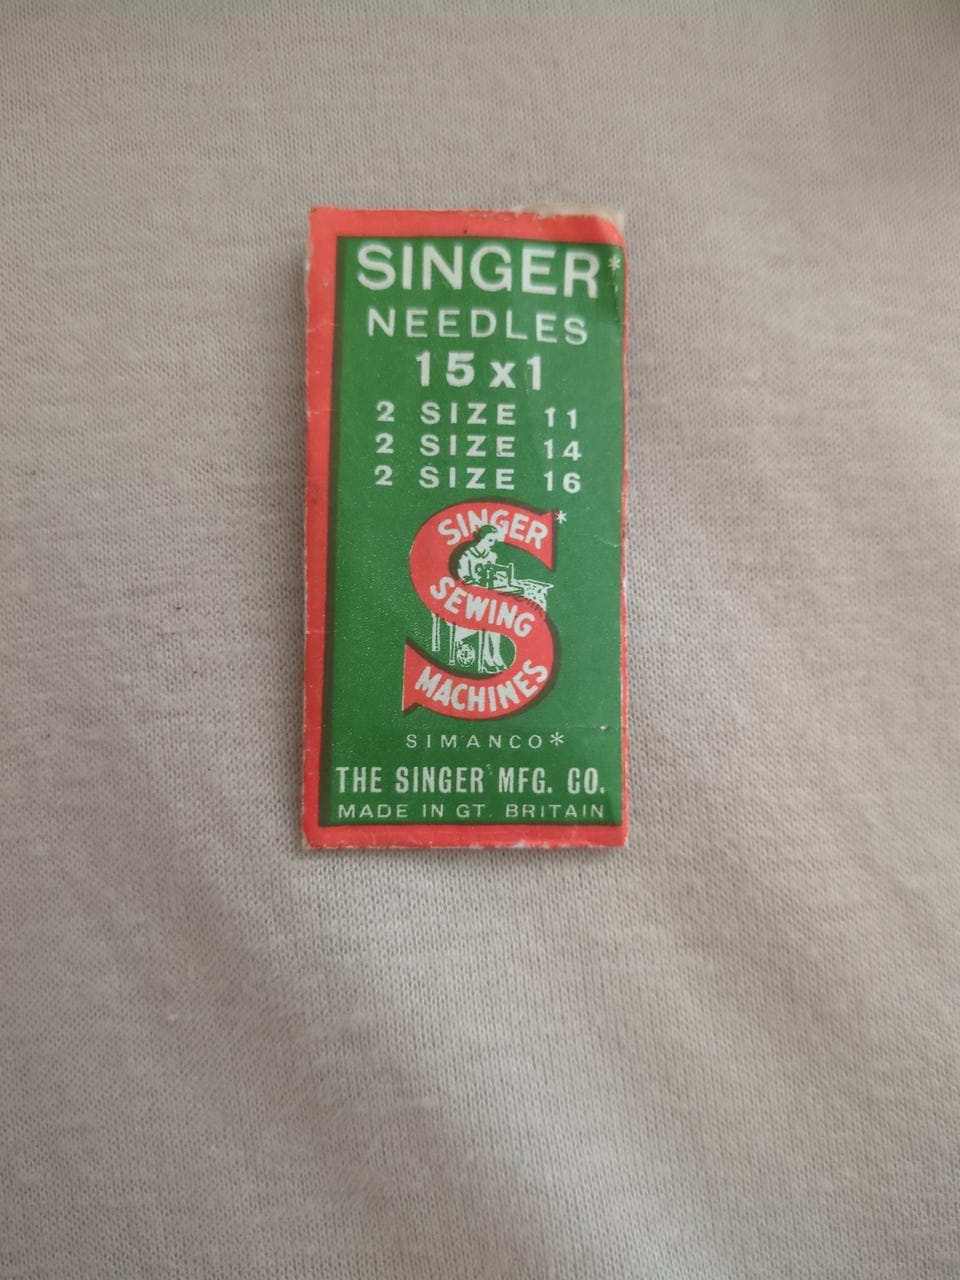 SINGER*
NEEDLES
15x1
2 SIZE 11
2 SIZE 14
2 SIZE 16
SINGER*
SEWING
MACHINES
SIMANCO*
THE SINGER MFG. CO.
MADE IN GT. BRITAIN